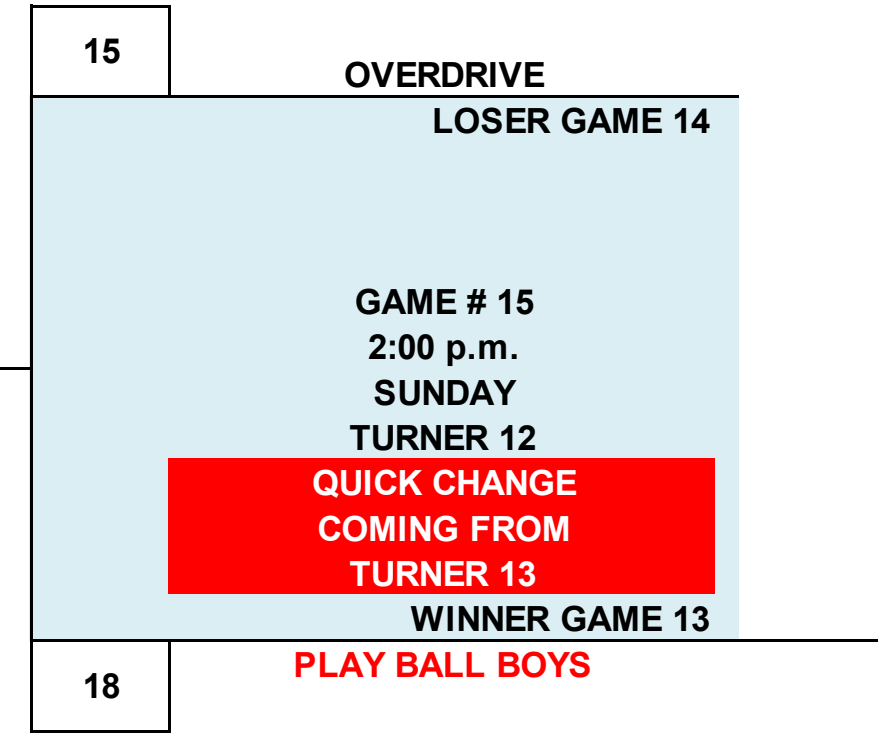 15
OVERDRIVE
LOSER GAME 14
GAME # 15
2:00 p.m.
SUNDAY
TURNER 12
QUICK CHANGE
COMING FROM
TURNER 13
WINNER GAME 13
PLAY BALL BOYS
18